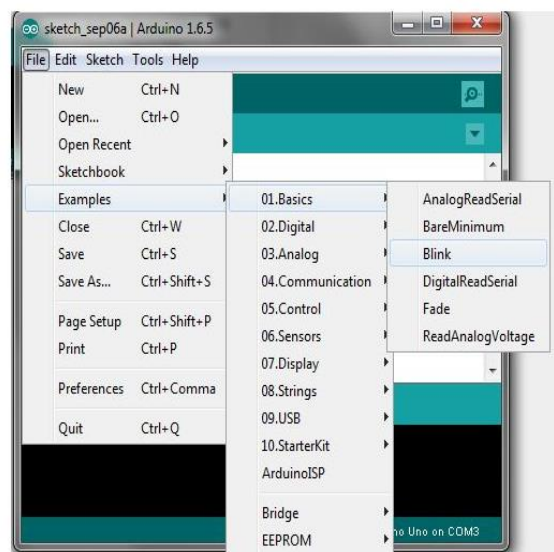 sketch_sep06a | Arduino 1.6.5
File Edit Sketch Tools Help
New Ctrl+N
Open... Ctrl+O
Open Recent
Sketchbook
Examples
Close Ctrl+W
Save Ctrl+S
Save As... Ctrl+Shift+S
Page Setup Ctrl+Shift+P
Print Ctrl+P
Preferences Ctrl+Comma
Quit Ctrl+Q
01.Basics
02.Digital
03.Analog
04.Communication
05.Control
06.Sensors
07.Display
08.Strings
09.USB
10.StarterKit
ArduinoISP
Bridge
EEPROM
AnalogReadSerial
BareMinimum
Blink
DigitalReadSerial
Fade
ReadAnalogVoltage
no Uno on COM3